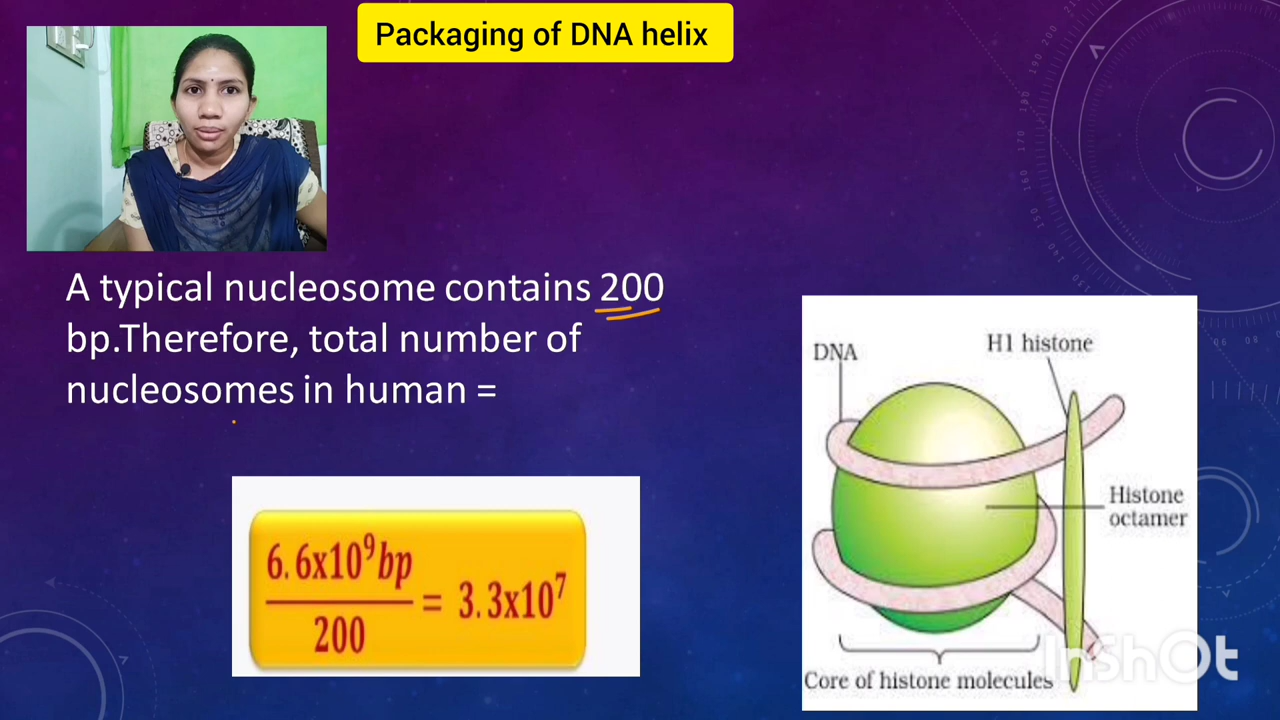 Packaging of DNA helix
A typical nucleosome contains 200
bp.Therefore, total number of
nucleosomes in human =
6.6x10⁹bp
200
= 3.3x10⁷
DNA
H1 histone
Histone
octamer
Core of histone molecules
InShOt